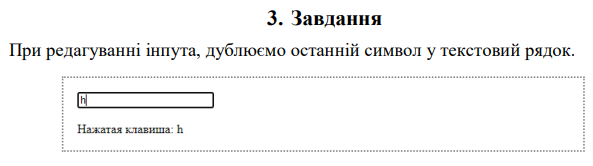 3. Завдання
При редагуванні інпута, дублюємо останній символ у текстовий рядок.
h
Нажатая клавиша: h